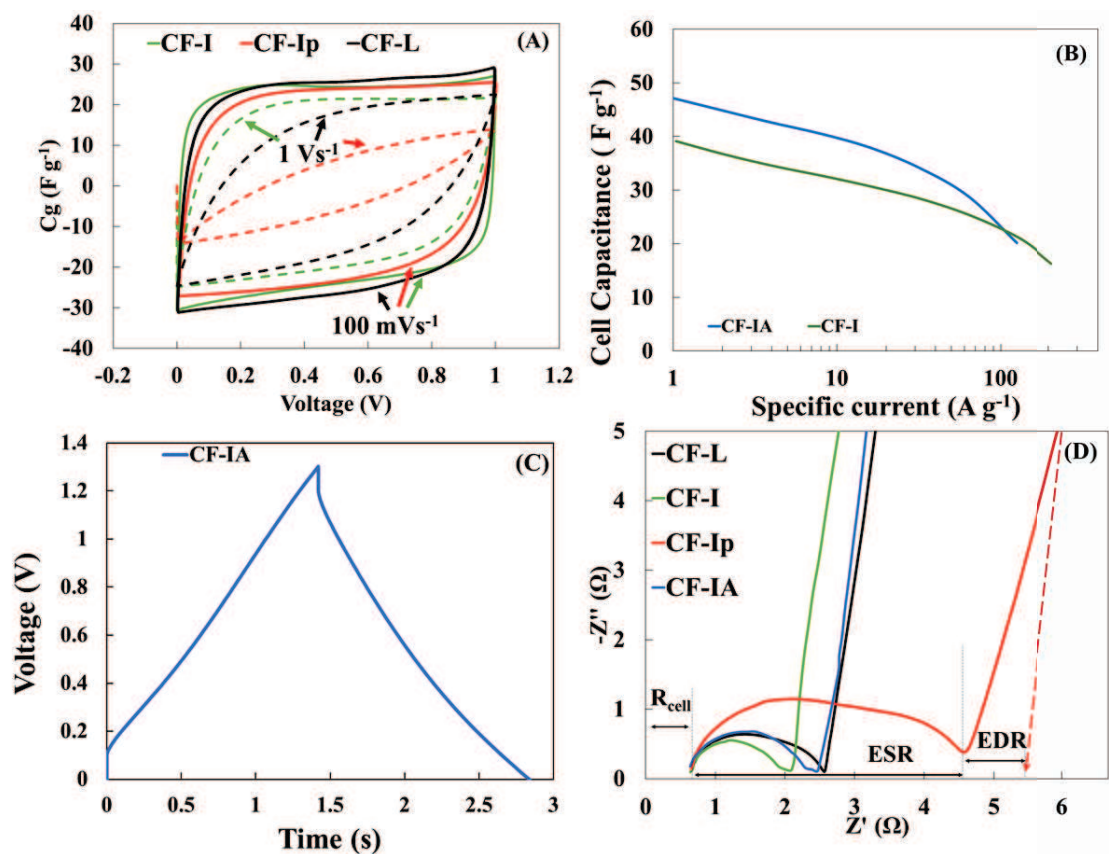 CF-I CF-Ip CF-L (A)
40
30
20
10
0
-10
-20
-30
-40
1 Vs⁻¹
100 mVs⁻¹
-0.2 0 0.2 0.4 0.6 0.8 1 1.2
Cg (F g⁻¹)
Voltage (V)
(B)
60
50
40
30
20
10
0
CF-IA CF-I
1 10 100
Cell Capacitance ( F g⁻¹)
Specific current (A g⁻¹)
CF-IA (C)
1.4
1.2
1.0
0.8
0.6
0.4
0.2
0
0 0.5 1 1.5 2 2.5 3
Voltage (V)
Time (s)
(D)
-5
-4
-3
-2
-1
0
CF-L
CF-I
CF-Ip
CF-IA
Rcell
ESR
EDR
0 1 2 3 4 5 6
-Z'' (Ω)
Z' (Ω)